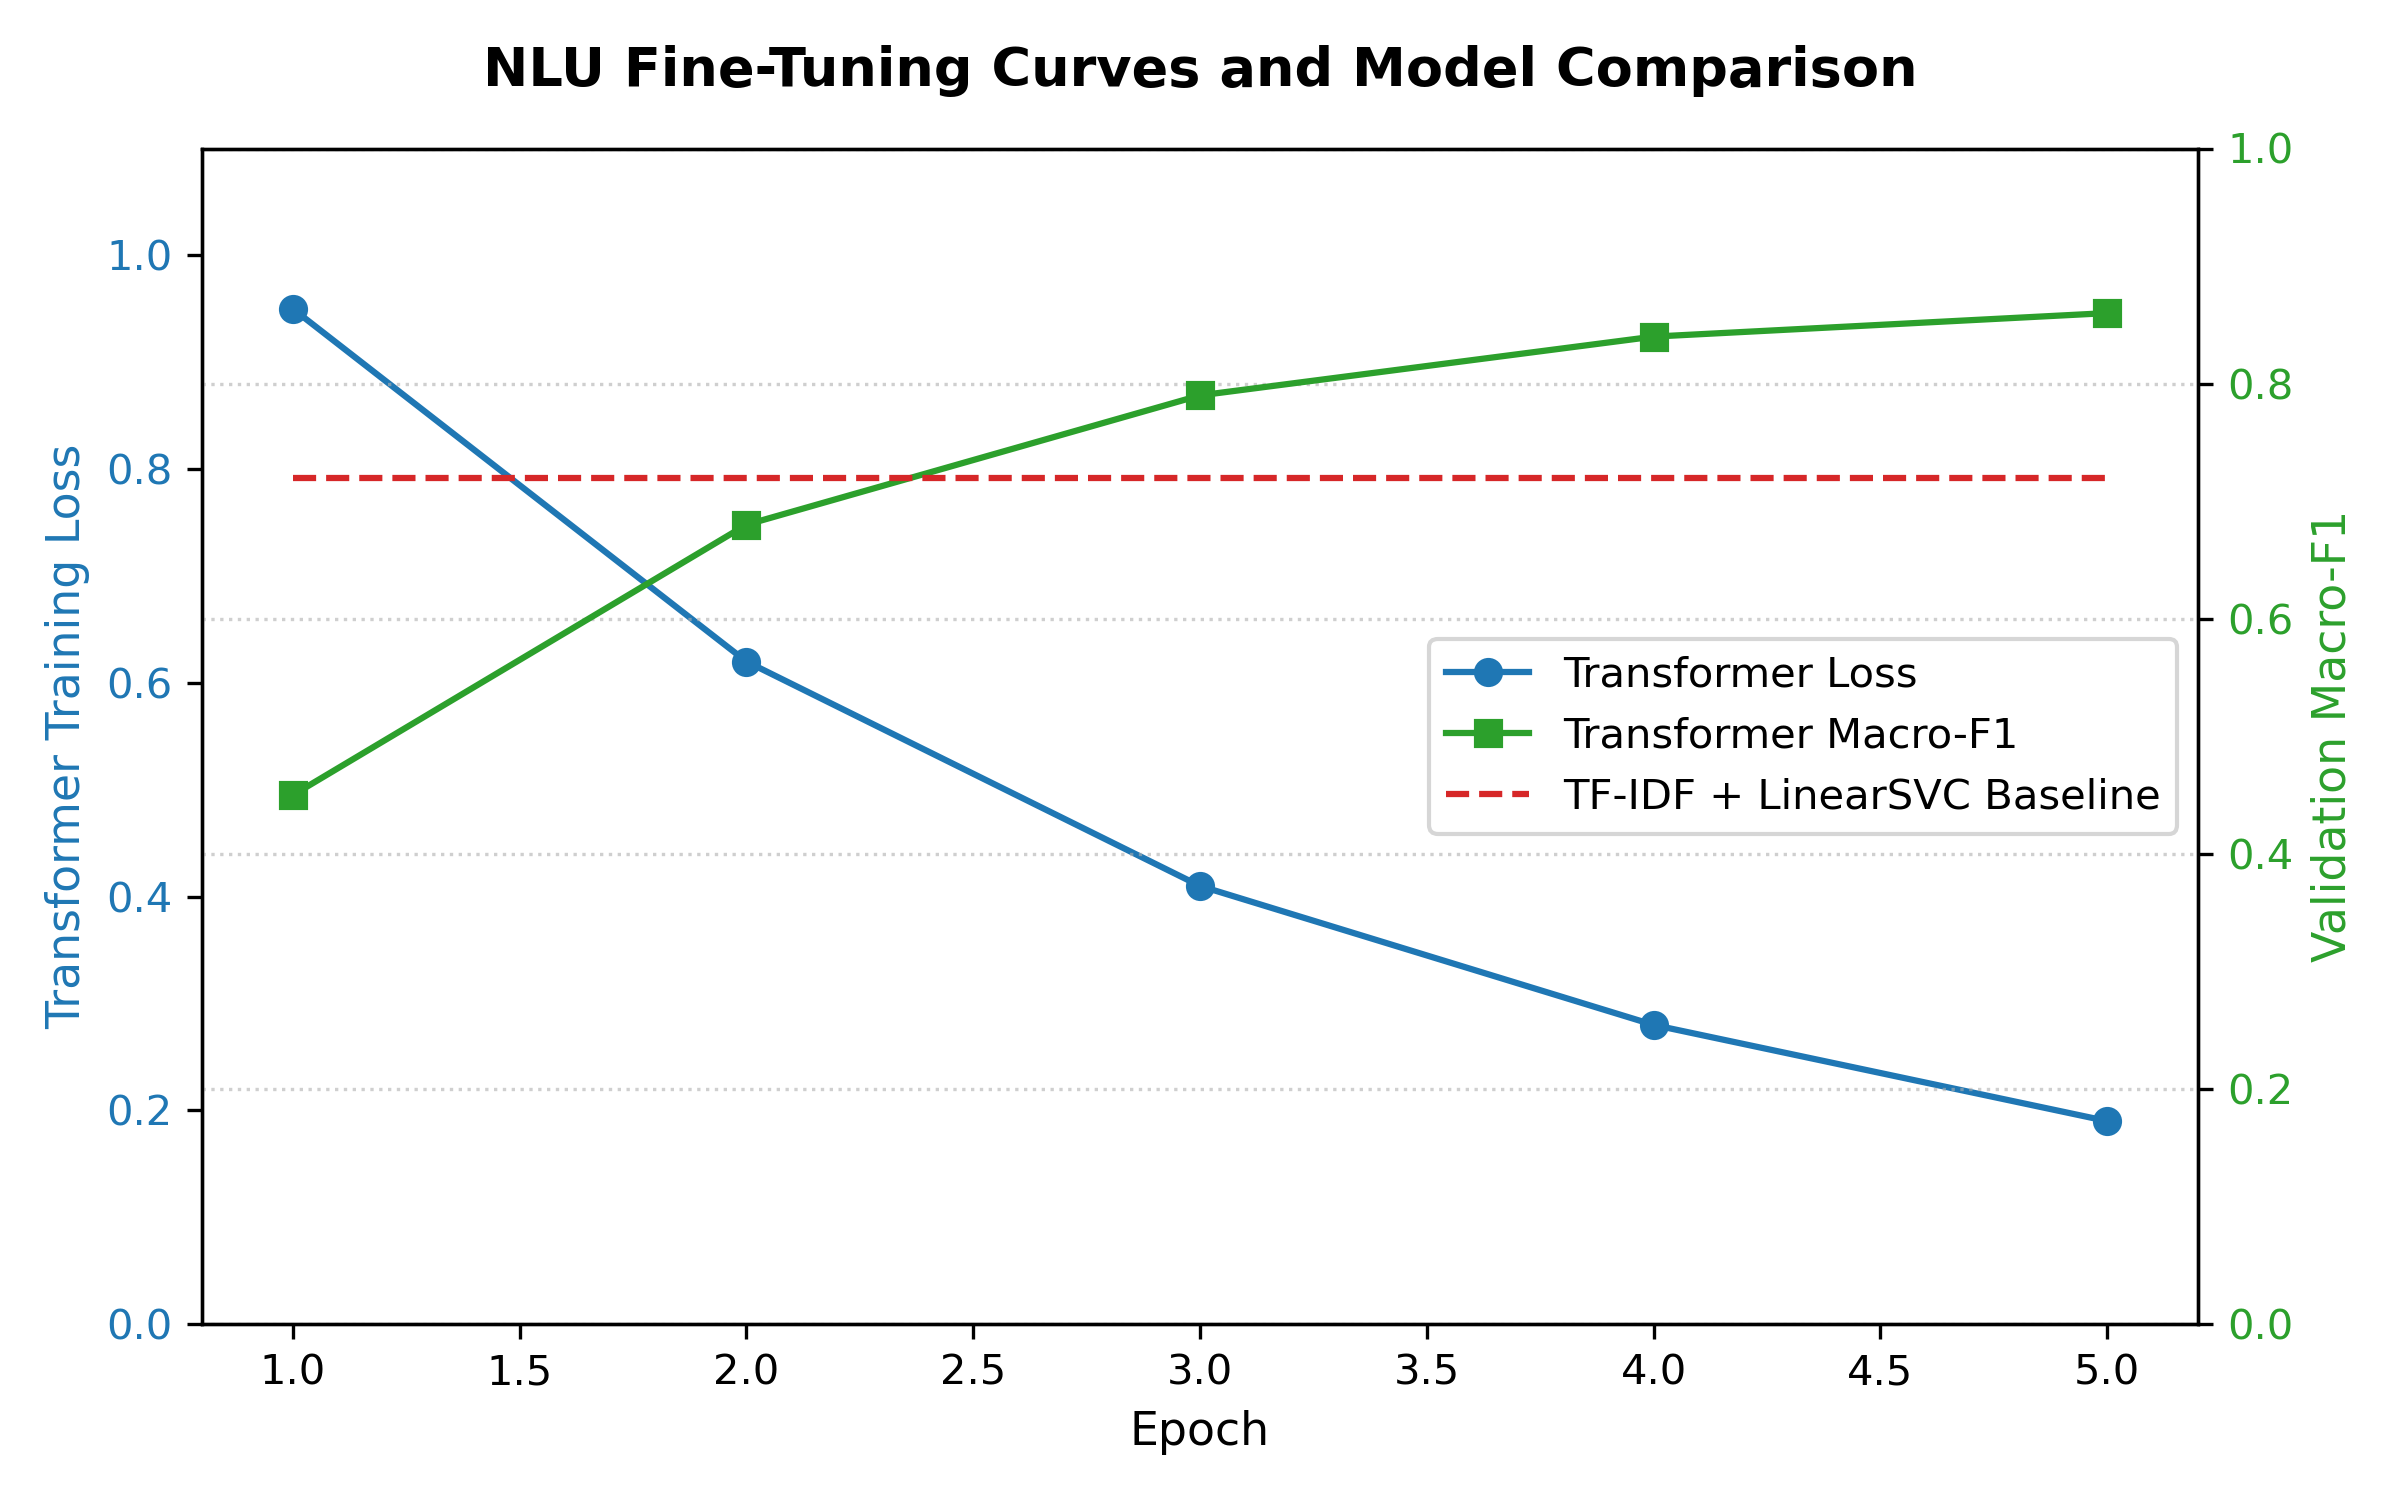 NLU Fine-Tuning Curves and Model Comparison
Transformer Training Loss
1.0
0.8
0.6
0.4
0.2
0.0
1.0
0.8
0.6
0.4
0.2
0.0
Validation Macro-F1
Transformer Loss
Transformer Macro-F1
TF-IDF + LinearSVC Baseline
1.0 1.5 2.0 2.5 3.0 3.5 4.0 4.5 5.0
Epoch